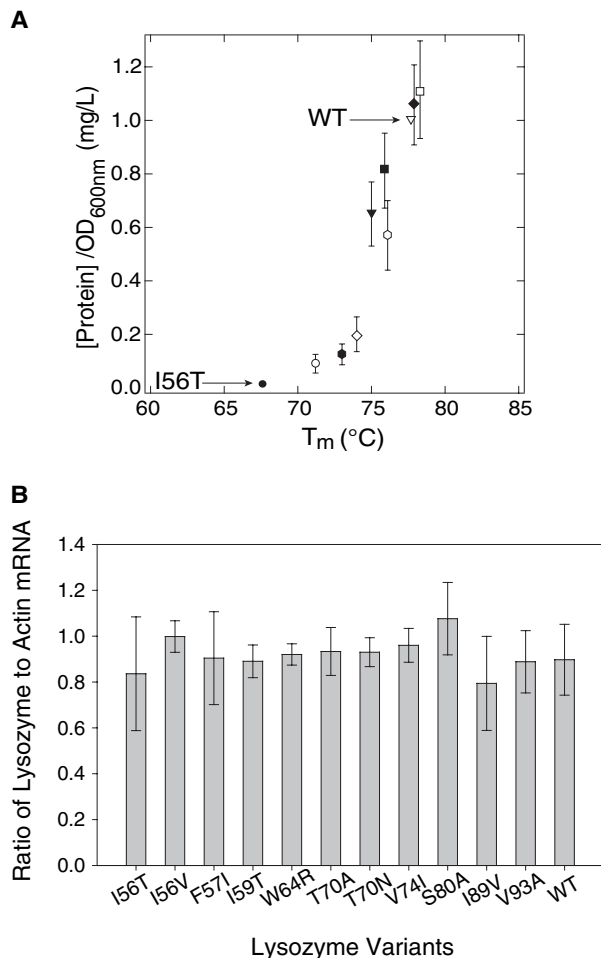 A
[Protein] /OD600nm (mg/L)
1.2
1.0
0.8
0.6
0.4
0.2
0.0
WT
I56T
60 65 70 75 80 85
Tm (°C)
B
Ratio of Lysozyme to Actin mRNA
1.4
1.2
1.0
0.8
0.6
0.4
0.2
0.0
I56T I56V F57I I59T W64R T70A T70N V74I S80A I89V V93A WT
Lysozyme Variants